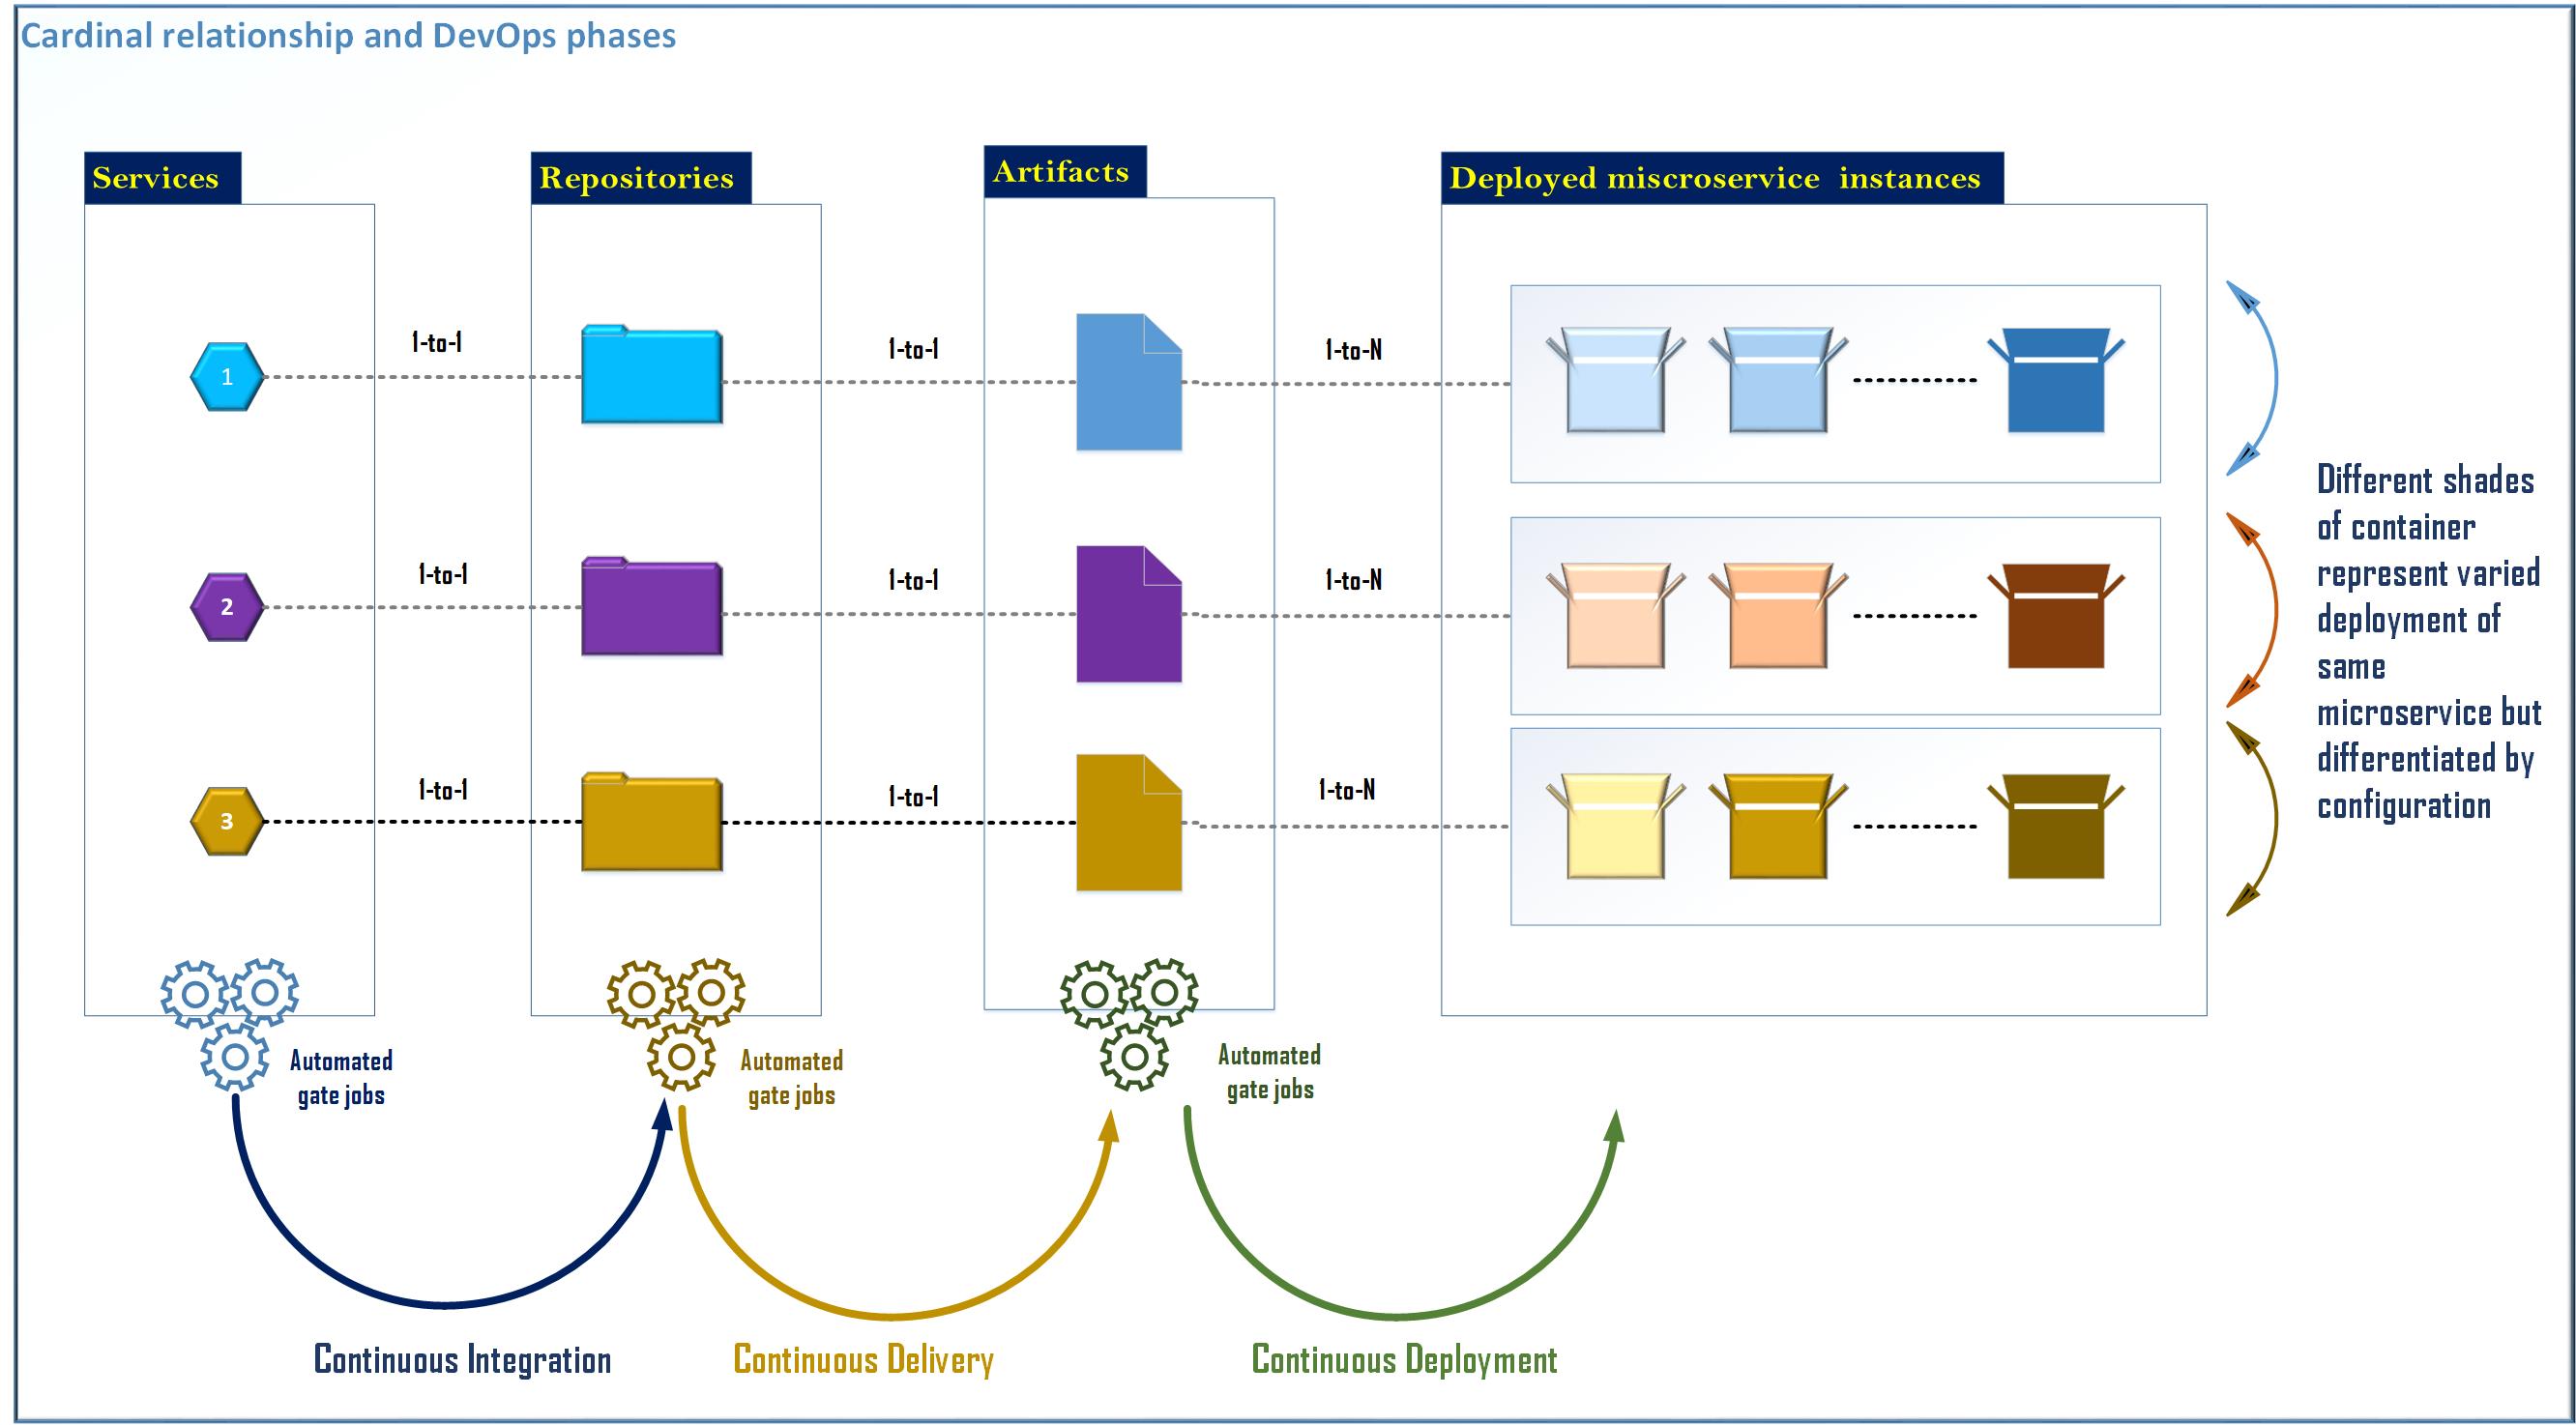 Cardinal relationship and DevOps phases
Services
Repositories
Artifacts
Deployed miscroservice instances
1
1-to-1
1-to-1
1-to-N
2
1-to-1
1-to-1
1-to-N
3
1-to-1
1-to-1
1-to-N
Different shades
of container
represent varied
deployment of
same
microservice but
differentiated by
configuration
Automated
gate jobs
Automated
gate jobs
Automated
gate jobs
Continuous Integration
Continuous Delivery
Continuous Deployment